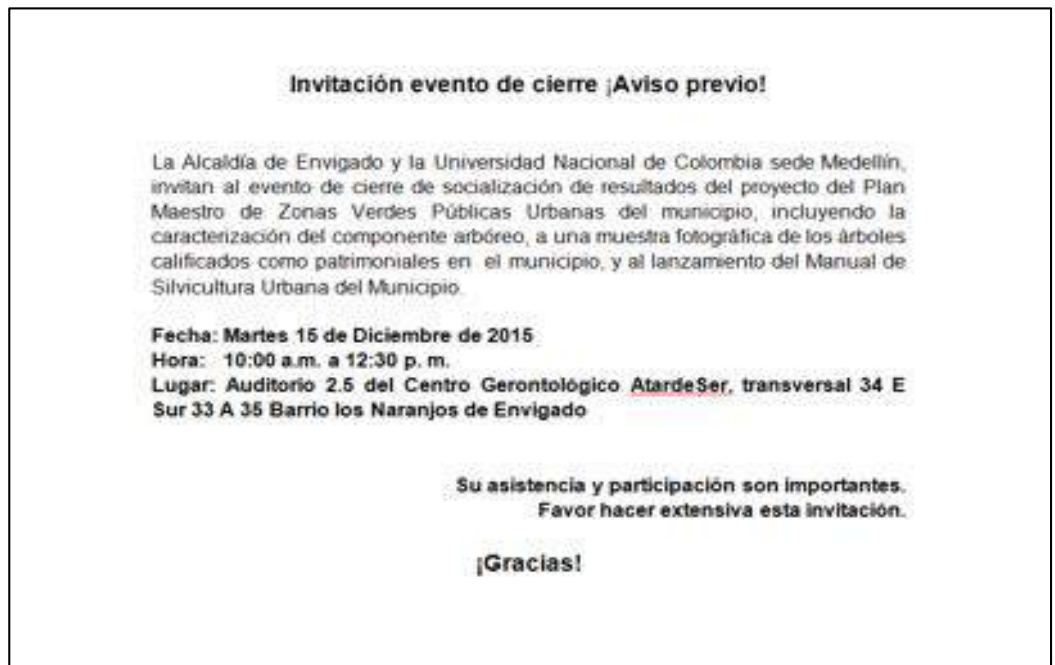 Invitación evento de cierre ¡Aviso previo!
La Alcaldía de Envigado y la Universidad Nacional de Colombia sede Medellín,
invitan al evento de cierre de socialización de resultados del proyecto del Plan
Maestro de Zonas Verdes Públicas Urbanas del municipio, incluyendo la
caracterización del componente arbóreo, a una muestra fotográfica de los árboles
calificados como patrimoniales en el municipio, y al lanzamiento del Manual de
Silvicultura Urbana del Municipio.
Fecha: Martes 15 de Diciembre de 2015
Hora: 10:00 a.m. a 12:30 p. m.
Lugar: Auditorio 2.5 del Centro Gerontológico AtardeSer, transversal 34 E
Sur 33 A 35 Barrio los Naranjos de Envigado
Su asistencia y participación son importantes.
Favor hacer extensiva esta invitación.
¡Gracias!